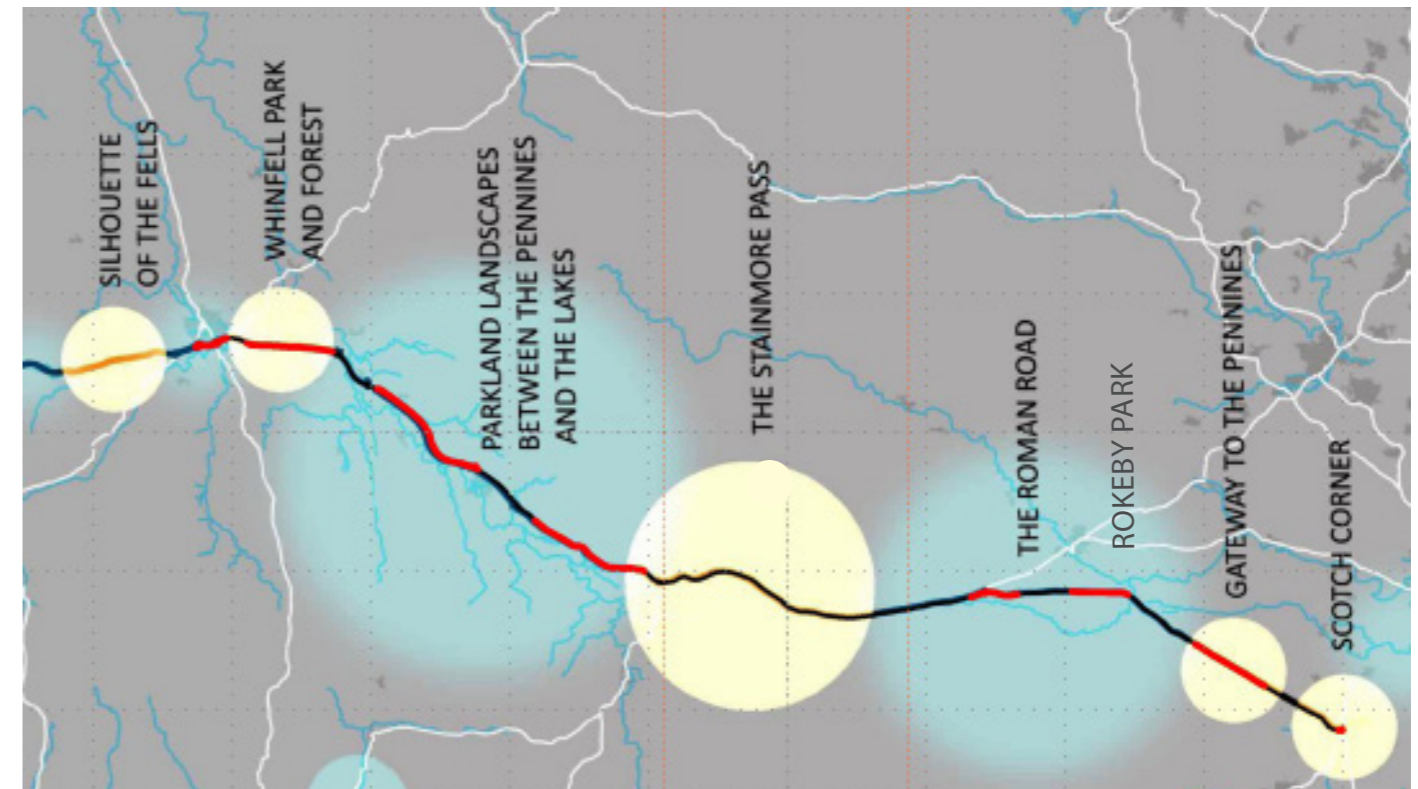 SILHOUETTE
OF THE FELLS
WHINFELL PARK
AND FOREST
PARKLAND LANDSCAPES
BETWEEN THE PENNINES
AND THE LAKES
THE STAINMORE PASS
THE ROMAN ROAD
ROKEBY PARK
GATEWAY TO THE PENNINES
SCOTCH CORNER